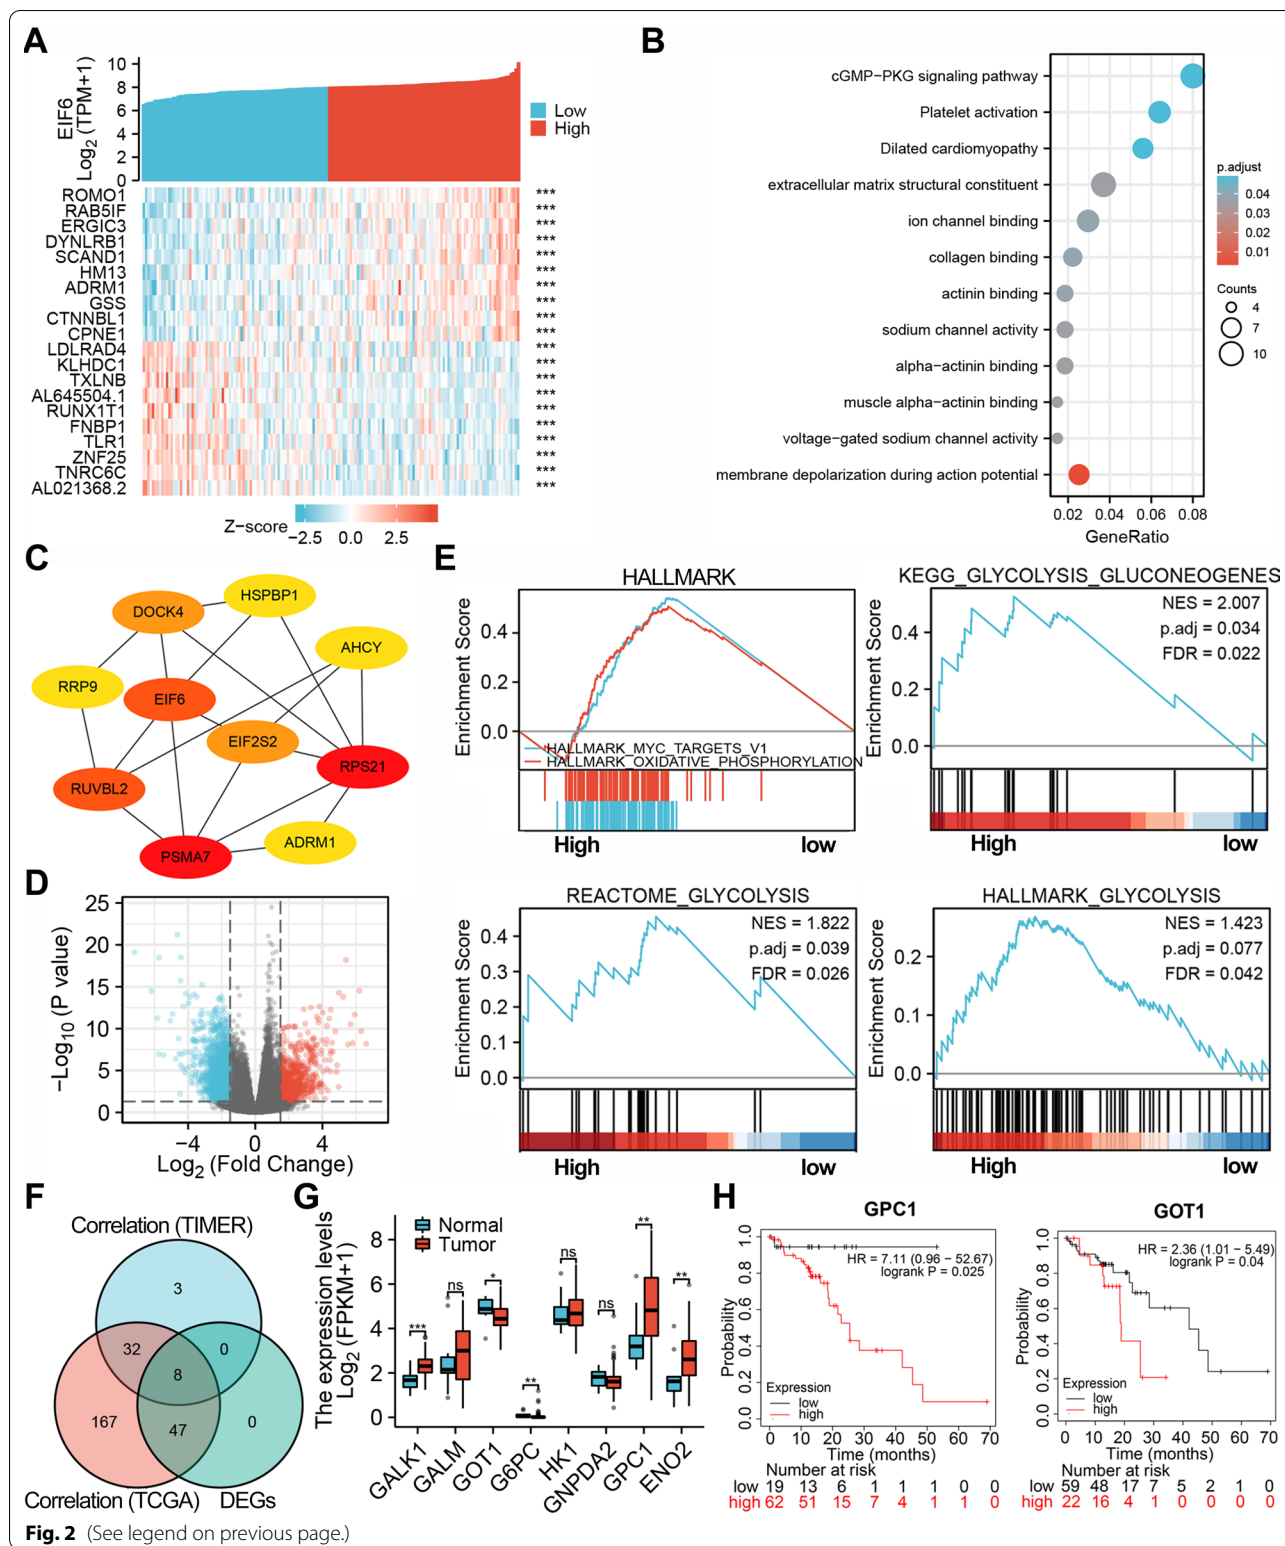 A
EIF6
Log2 (TPM+1)
10
8
6
4
2
0
Low
High
ROMO1 ***
RAB5IF ***
ERGIC3 ***
DYNLRB1 ***
SCAND1 ***
HM13 ***
ADRM1 ***
GSS ***
CTNNBL1 ***
CPNE1 ***
LDLRAD4 ***
KLHDC1 ***
TXLNB ***
AL645504.1 ***
RUNX1T1 ***
FNBP1 ***
TLR1 ***
ZNF25 ***
TNRC6C ***
AL021368.2 ***
Z−score
−2.5 0.0 2.5
B
cGMP−PKG signaling pathway
Platelet activation
Dilated cardiomyopathy
extracellular matrix structural constituent
ion channel binding
collagen binding
actinin binding
sodium channel activity
alpha−actinin binding
muscle alpha−actinin binding
voltage−gated sodium channel activity
membrane depolarization during action potential
0.02 0.04 0.06 0.08
GeneRatio
p.adjust
0.04
0.03
0.02
0.01
Counts
4
7
10
C
DOCK4
HSPBP1
AHCY
RRP9
EIF6
EIF2S2
RPS21
RUVBL2
PSMA7
ADRM1
D
−Log10 (P value)
25
20
15
10
5
0
−4 0 4
Log2 (Fold Change)
E
HALLMARK
Enrichment Score
0.4
0.2
0.0
HALLMARK_MYC_TARGETS_V1
HALLMARK_OXIDATIVE_PHOSPHORYLATION
High low
KEGG_GLYCOLYSIS_GLUCONEOGENES
Enrichment Score
0.4
0.2
0.0
NES = 2.007
p.adj = 0.034
FDR = 0.022
High low
REACTOME_GLYCOLYSIS
Enrichment Score
0.4
0.3
0.2
0.1
0.0
NES = 1.822
p.adj = 0.039
FDR = 0.026
High low
HALLMARK_GLYCOLYSIS
Enrichment Score
0.2
0.1
0.0
NES = 1.423
p.adj = 0.077
FDR = 0.042
High low
F
Correlation (TIMER)
3
32 0
8
167 47 0
Correlation (TCGA) DEGs
G
The expression levels
Log2 (FPKM+1)
8
6
4
2
0
Normal
Tumor
*** ns * ** ns ns ** **
GALK1
GALM
GOT1
G6PC
HK1
GNPDA2
GPC1
ENO2
H
GPC1
HR = 7.11 (0.96 − 52.67)
logrank P = 0.025
Probability
1.0
0.8
0.6
0.4
0.2
0.0
Expression
low
high
0 10 20 30 40 50 60 70
Time (months)
Number at risk
low 19 13 6 1 1 1 0 0
high 62 51 15 7 4 1 1 0
GOT1
HR = 2.36 (1.01 − 5.49)
logrank P = 0.04
Probability
1.0
0.8
0.6
0.4
0.2
0.0
Expression
low
high
0 10 20 30 40 50 60 70
Time (months)
Number at risk
low 59 48 17 7 5 2 1 0
high 22 16 4 1 0 0 0 0
Fig. 2 (See legend on previous page.)